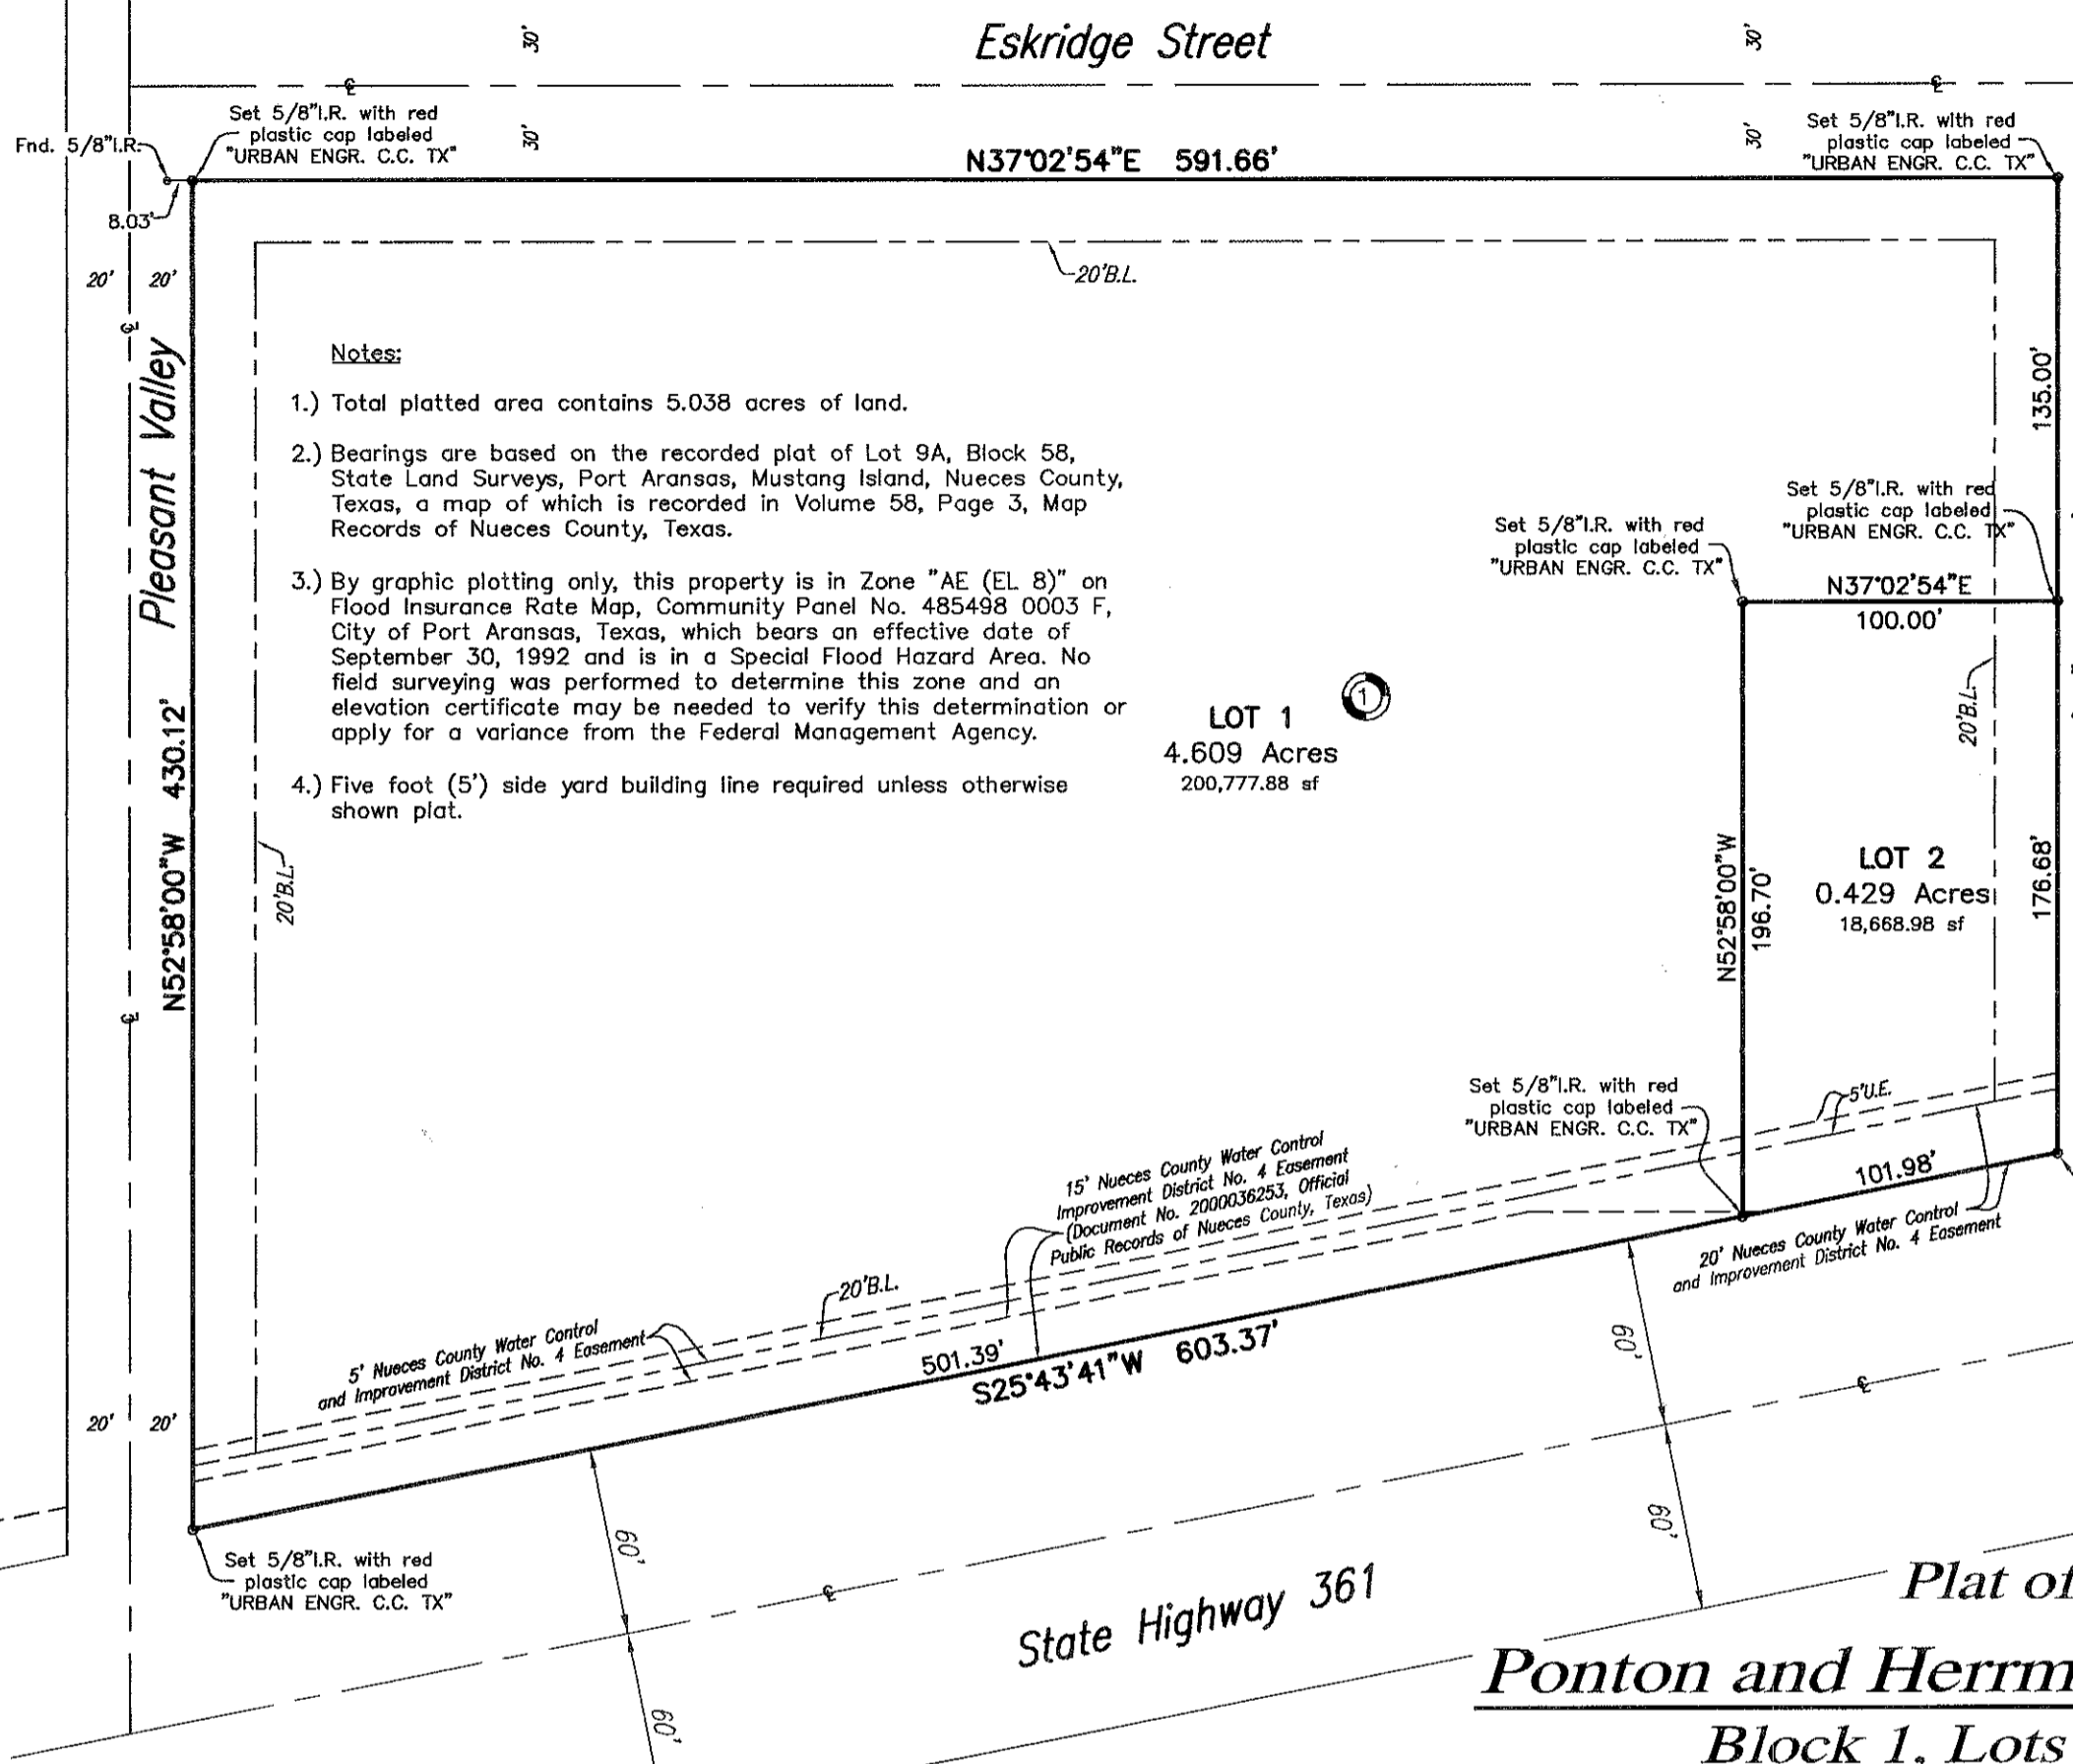 Eskridge Street
30'
30'
30'
30'
Set 5/8"I.R. with red
plastic cap labeled
"URBAN ENGR. C.C. TX"
Fnd. 5/8"I.R.
8.03'
N37°02'54"E 591.66'
Set 5/8"I.R. with red
plastic cap labeled
"URBAN ENGR. C.C. TX"
20'B.L.
20' 20'
Pleasant Valley
N52°58'00"W 430.12'
20'B.L.
Notes:
1.) Total platted area contains 5.038 acres of land.
2.) Bearings are based on the recorded plat of Lot 9A, Block 58,
State Land Surveys, Port Aransas, Mustang Island, Nueces County,
Texas, a map of which is recorded in Volume 58, Page 3, Map
Records of Nueces County, Texas.
3.) By graphic plotting only, this property is in Zone "AE (EL 8)" on
Flood Insurance Rate Map, Community Panel No. 485498 0003 F,
City of Port Aransas, Texas, which bears an effective date of
September 30, 1992 and is in a Special Flood Hazard Area. No
field surveying was performed to determine this zone and an
elevation certificate may be needed to verify this determination or
apply for a variance from the Federal Management Agency.
4.) Five foot (5') side yard building line required unless otherwise
shown plat.
LOT 1
4.609 Acres
200,777.88 sf
1
135.00'
Set 5/8"I.R. with red
plastic cap labeled
"URBAN ENGR. C.C. TX"
Set 5/8"I.R. with red
plastic cap labeled
"URBAN ENGR. C.C. TX"
N37°02'54"E
100.00'
20'B.L.
N52°58'00"W
196.70'
LOT 2
0.429 Acres
18,668.98 sf
176.68'
Set 5/8"I.R. with red
plastic cap labeled
"URBAN ENGR. C.C. TX"
5'U.E.
101.98'
20' Nueces County Water Control
and Improvement District No. 4 Easement
15' Nueces County Water Control
Improvement District No. 4 Easement
(Document No. 2000036253, Official
Public Records of Nueces County, Texas)
20'B.L.
5' Nueces County Water Control
and Improvement District No. 4 Easement
501.39'
S25°43'41"W 603.37'
20' 20'
Set 5/8"I.R. with red
plastic cap labeled
"URBAN ENGR. C.C. TX"
60'
60'
60'
60'
State Highway 361
Plat of
Ponton and Herrm
Block 1, Lots